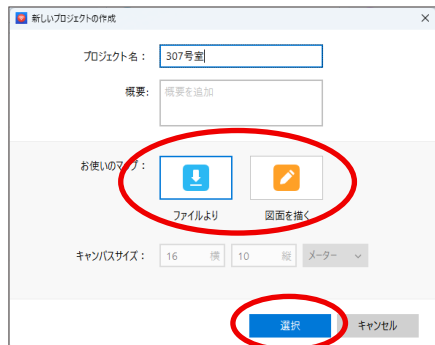 新しいプロジェクトの作成
プロジェクト名： 307号室
概要: 概要を追加
お使いのマップ：
ファイルより 図面を描く
キャンバスサイズ： 16 横 10 縦 メーター
選択 キャンセル